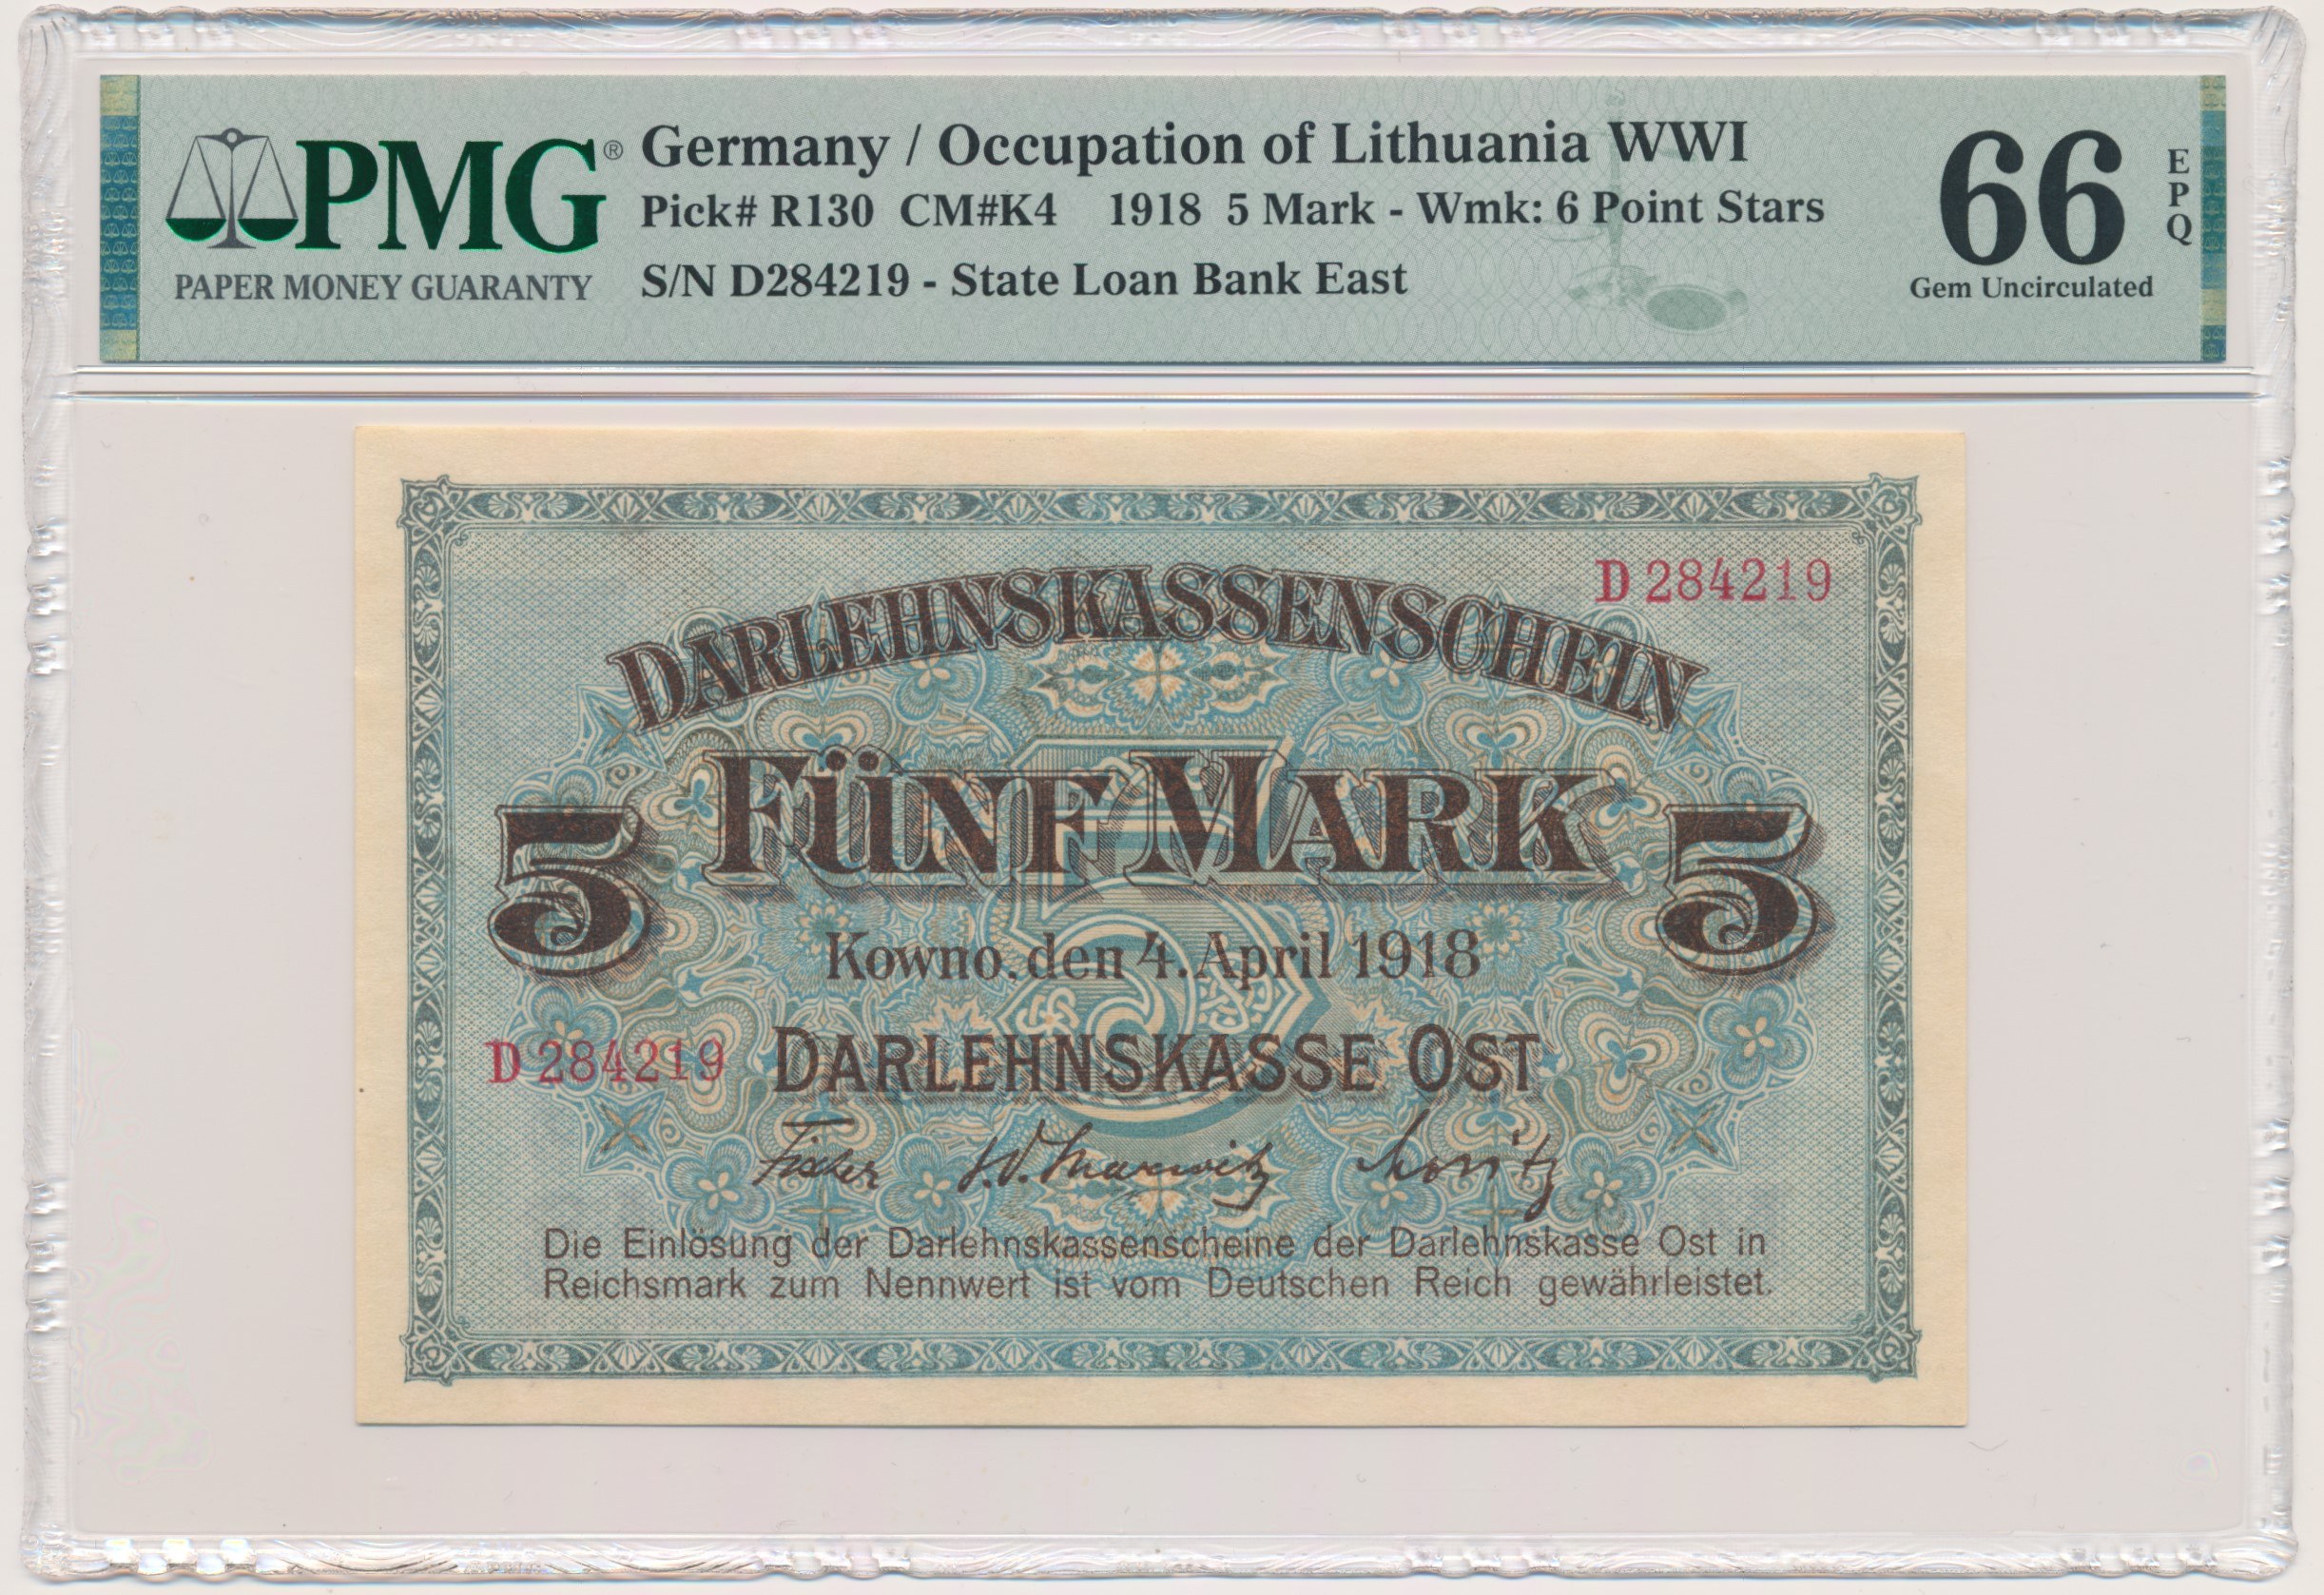 PMG®
PAPER MONEY GUARANTY
Germany / Occupation of Lithuania WWI
Pick# R130 CM#K4 1918 5 Mark - Wmk: 6 Point Stars
S/N D284219 - State Loan Bank East
66
EPQ
Gem Uncirculated
D 284219
DARLEHNSKASSENSCHEIN
5 FÜNF MARK 5
Kowno, den 4. April 1918
D 284219 DARLEHNSKASSE OST
Fischer
Die Einlösung der Darlehnskassenscheine der Darlehnskasse Ost in
Reichsmark zum Nennwert ist vom Deutschen Reich gewährleistet.